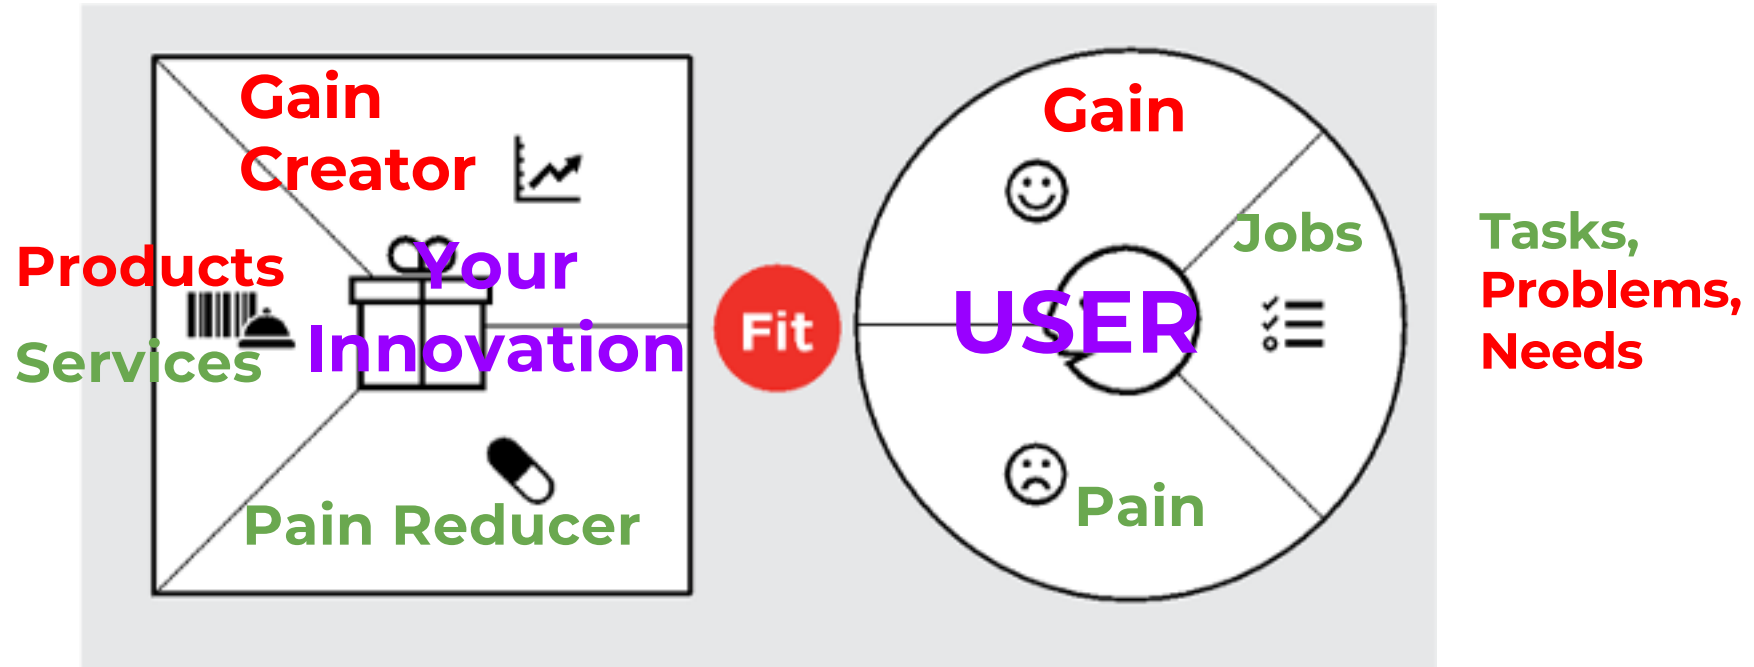 Gain
Creator
Products
Services
Your
Innovation
Pain Reducer
Fit
Gain
Jobs
USER
Pain
Tasks,
Problems,
Needs